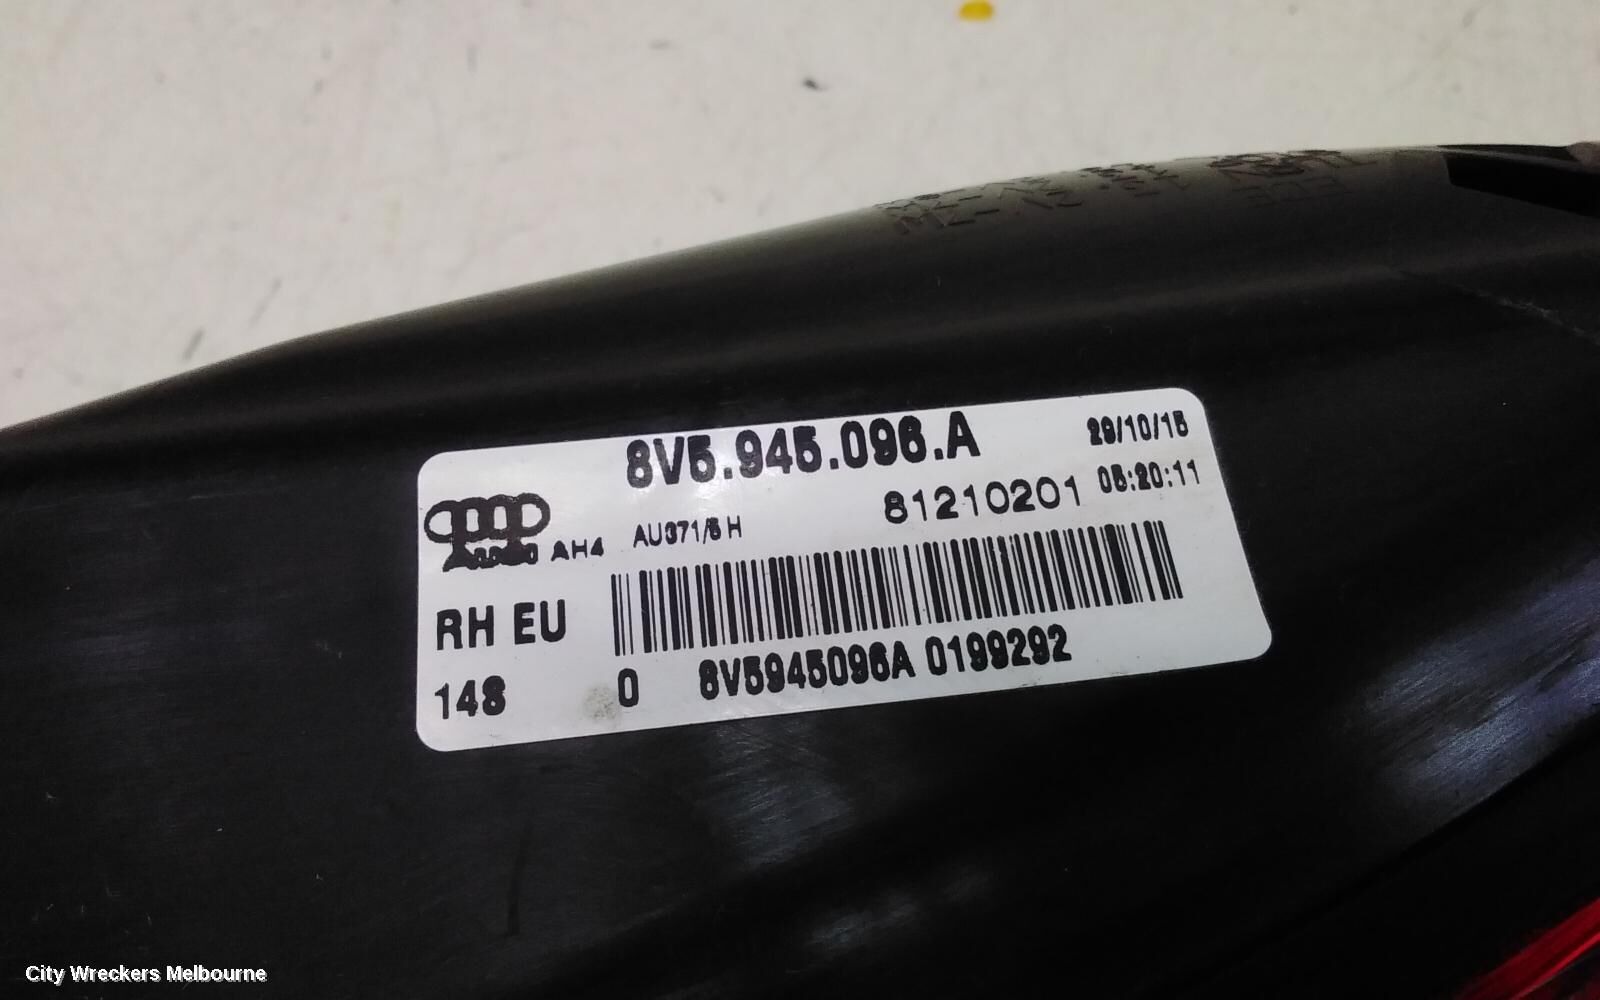 8V5.945.096.A
29/10/15
81210201
05:20:11
AH4
AU371/5 H
RH EU
148
0
8V5945096A 0199292
City Wreckers Melbourne